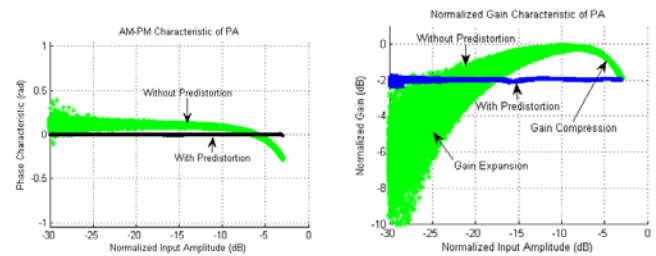 AM-PM Characteristic of PA
Phase Characteristic (rad)
1
0.5
0
-0.5
-1
Without Predistortion
With Predistortion
-30 -25 -20 -15 -10 -5 0
Normalized Input Amplitude (dB)
Normalized Gain Characteristic of PA
Normalized Gain (dB)
0
-2
-4
-6
-8
-10
Without Predistortion
With Predistortion
Gain Compression
Gain Expansion
-30 -25 -20 -15 -10 -5 0
Normalized Input Amplitude (dB)